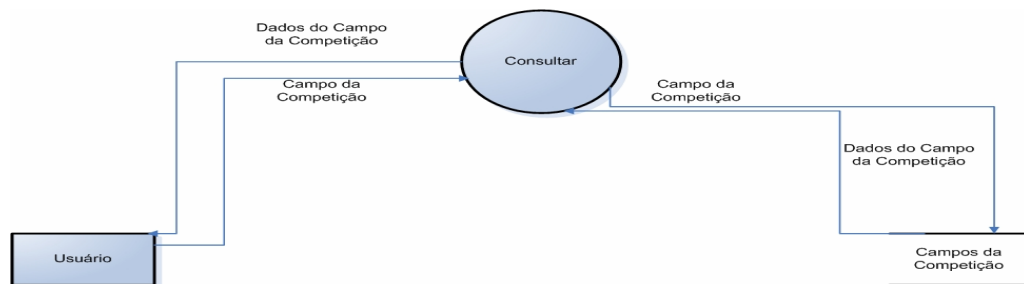 Dados do Campo
da Competição
Consultar
Campo da
Competição
Campo da
Competição
Dados do Campo
da Competição
Usuário
Campos da
Competição